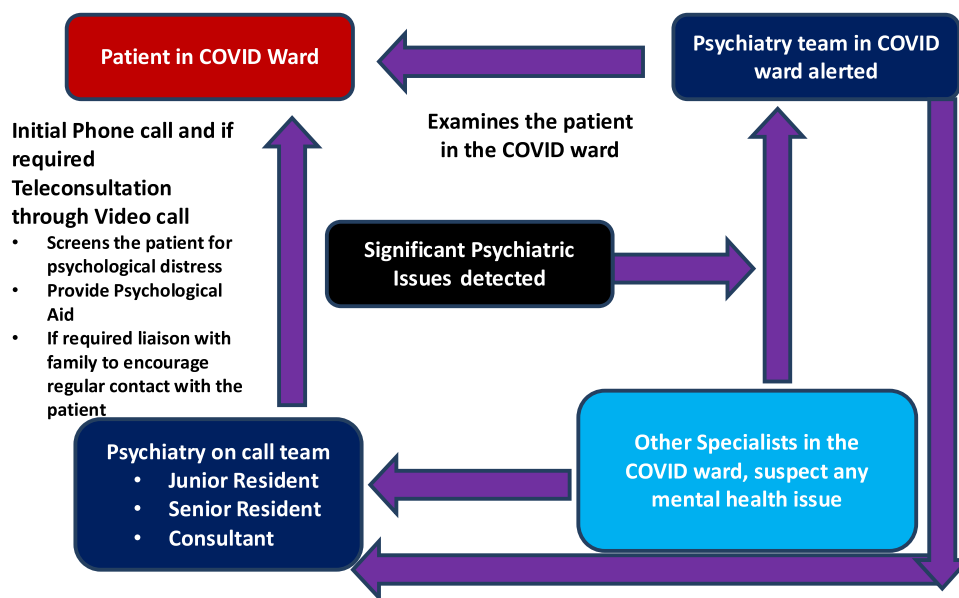 Patient in COVID Ward
Psychiatry team in COVID
ward alerted
Initial Phone call and if
required
Teleconsultation
through Video call
• Screens the patient for
psychological distress
• Provide Psychological
Aid
• If required liaison with
family to encourage
regular contact with the
patient
Examines the patient
in the COVID ward
Significant Psychiatric
Issues detected
Psychiatry on call team
• Junior Resident
• Senior Resident
• Consultant
Other Specialists in the
COVID ward, suspect any
mental health issue